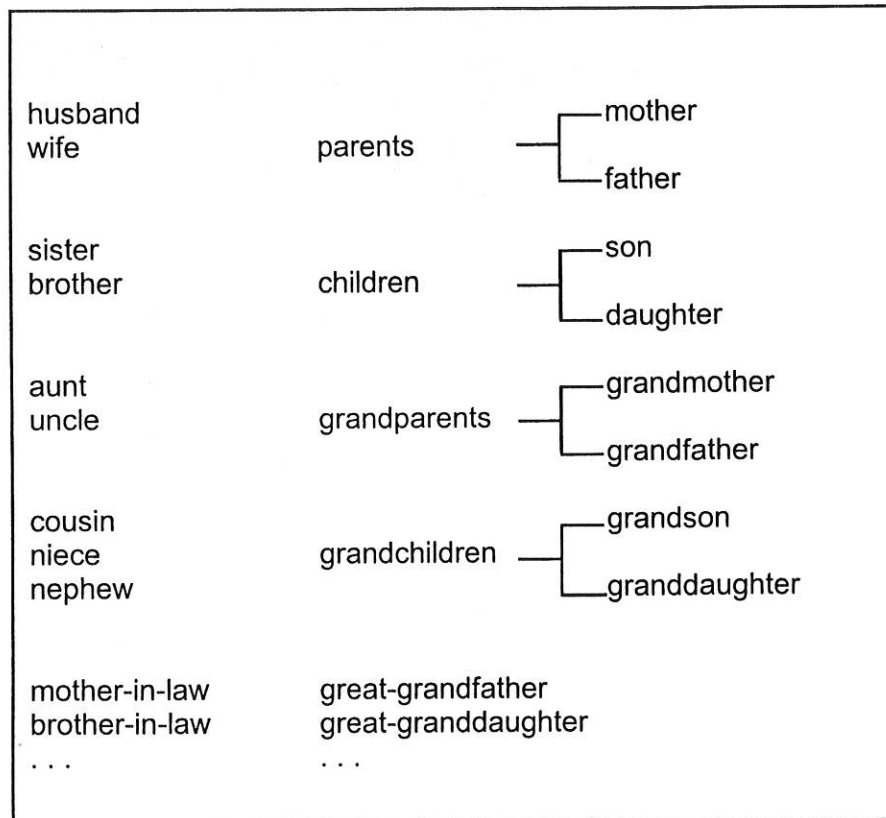 husband
wife
parents
mother
father
sister
brother
children
son
daughter
aunt
uncle
grandparents
grandmother
grandfather
cousin
niece
nephew
grandchildren
grandson
granddaughter
mother-in-law
brother-in-law
. . .
great-grandfather
great-granddaughter
. . .